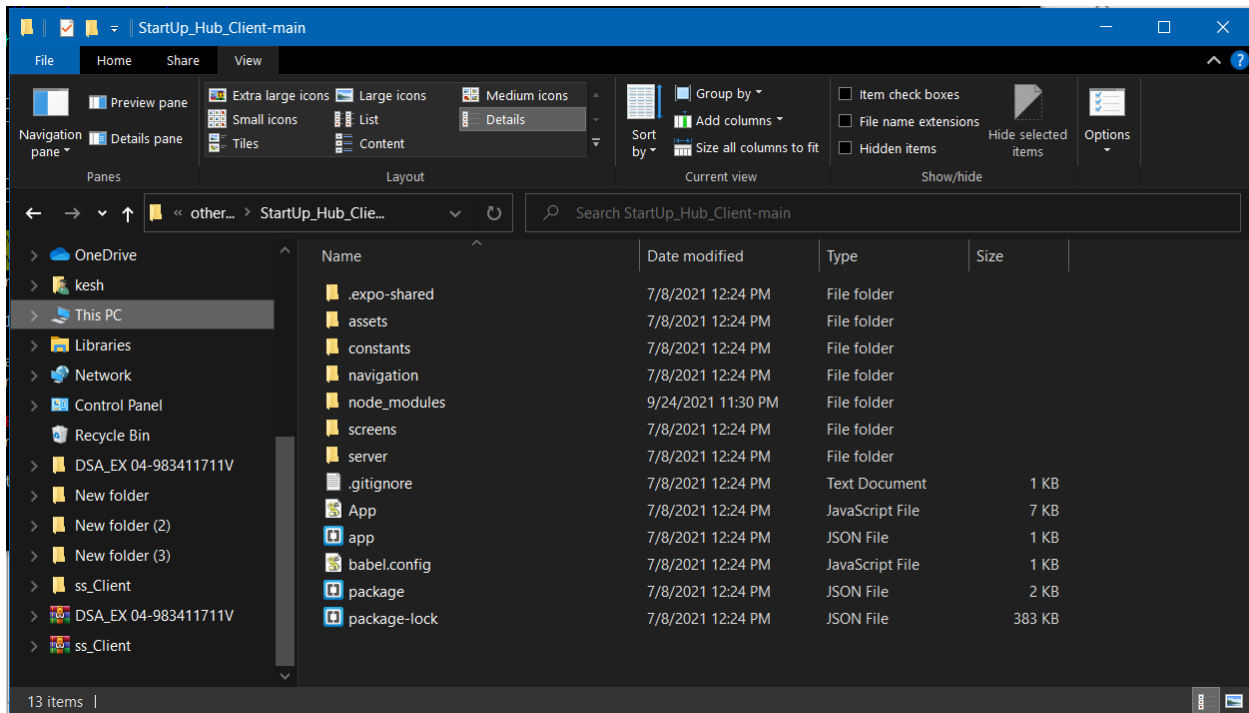 StartUp_Hub_Client-main
File Home Share View
Navigation pane
Preview pane
Details pane
Panes
Extra large icons Large icons Medium icons
Small icons List Details
Tiles Content
Layout
Sort by
Group by
Add columns
Size all columns to fit
Current view
Item check boxes
File name extensions
Hidden items
Hide selected items
Show/hide
Options
« other... > StartUp_Hub_Clie...
Search StartUp_Hub_Client-main
OneDrive
kesh
This PC
Libraries
Network
Control Panel
Recycle Bin
DSA_EX 04-983411711V
New folder
New folder (2)
New folder (3)
ss_Client
DSA_EX 04-983411711V
ss_Client
Name Date modified Type Size
.expo-shared 7/8/2021 12:24 PM File folder
assets 7/8/2021 12:24 PM File folder
constants 7/8/2021 12:24 PM File folder
navigation 7/8/2021 12:24 PM File folder
node_modules 9/24/2021 11:30 PM File folder
screens 7/8/2021 12:24 PM File folder
server 7/8/2021 12:24 PM File folder
.gitignore 7/8/2021 12:24 PM Text Document 1 KB
App 7/8/2021 12:24 PM JavaScript File 7 KB
app 7/8/2021 12:24 PM JSON File 1 KB
babel.config 7/8/2021 12:24 PM JavaScript File 1 KB
package 7/8/2021 12:24 PM JSON File 2 KB
package-lock 7/8/2021 12:24 PM JSON File 383 KB
13 items